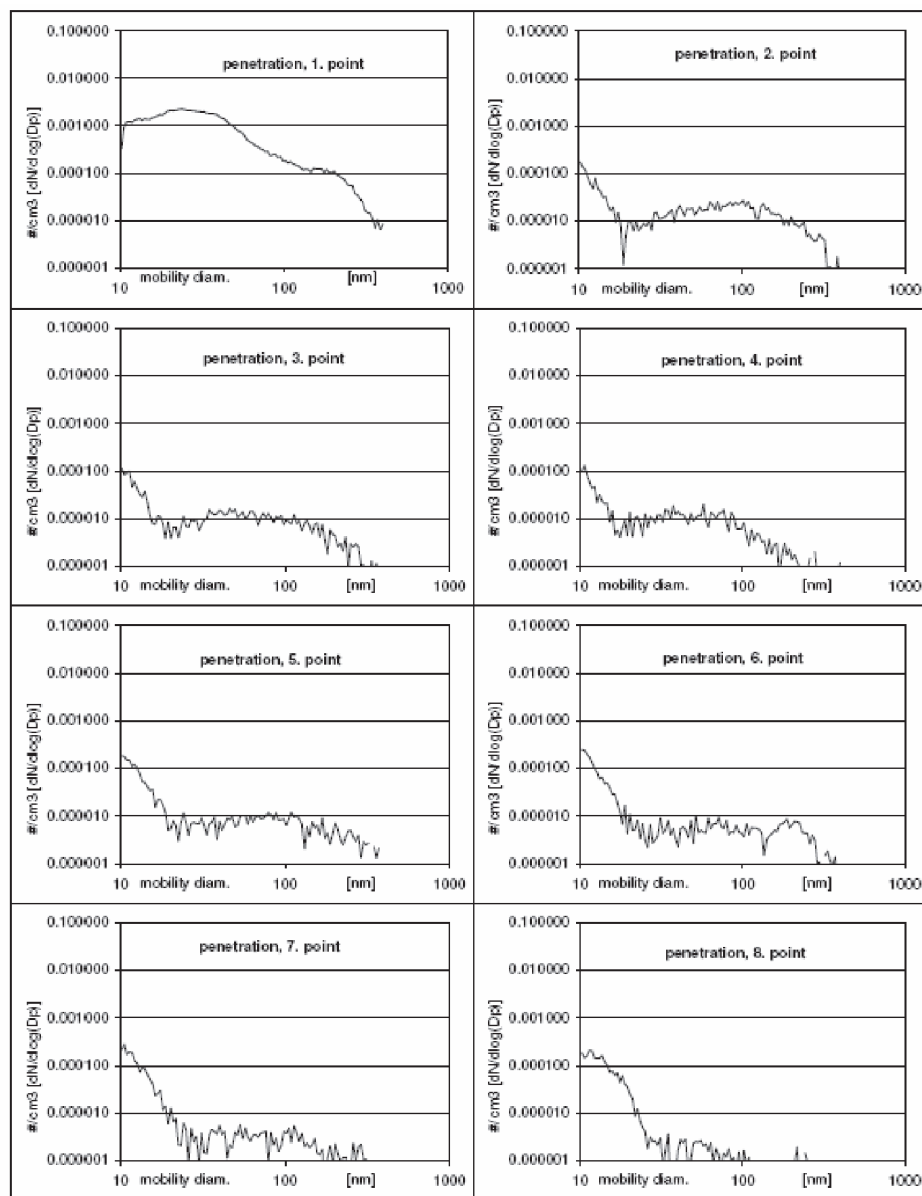 penetration, 1. point
#/cm3 [dN/dlog(Dp)]
0.100000
0.010000
0.001000
0.000100
0.000010
0.000001
mobility diam. [nm]
10 100 1000
penetration, 2. point
#/cm3 [dN/dlog(Dp)]
0.100000
0.010000
0.001000
0.000100
0.000010
0.000001
10 mobility diam. 100 [nm] 1000
penetration, 3. point
#/cm3 [dN/dlog(Dp)]
0.100000
0.010000
0.001000
0.000100
0.000010
0.000001
10 mobility diam. 100 [nm] 1000
penetration, 4. point
#/cm3 [dN/dlog(Dp)]
0.100000
0.010000
0.001000
0.000100
0.000010
0.000001
10 mobility diam. 100 [nm] 1000
penetration, 5. point
#/cm3 [dN/dlog(Dp)]
0.100000
0.010000
0.001000
0.000100
0.000010
0.000001
10 mobility diam. 100 [nm] 1000
penetration, 6. point
#/cm3 [dN/dlog(Dp)]
0.100000
0.010000
0.001000
0.000100
0.000010
0.000001
10 mobility diam. 100 [nm] 1000
penetration, 7. point
#/cm3 [dN/dlog(Dp)]
0.100000
0.010000
0.001000
0.000100
0.000010
0.000001
10 mobility diam. 100 [nm] 1000
penetration, 8. point
#/cm3 [dN/dlog(Dp)]
0.100000
0.010000
0.001000
0.000100
0.000010
0.000001
10 mobility diam. 100 [nm] 1000